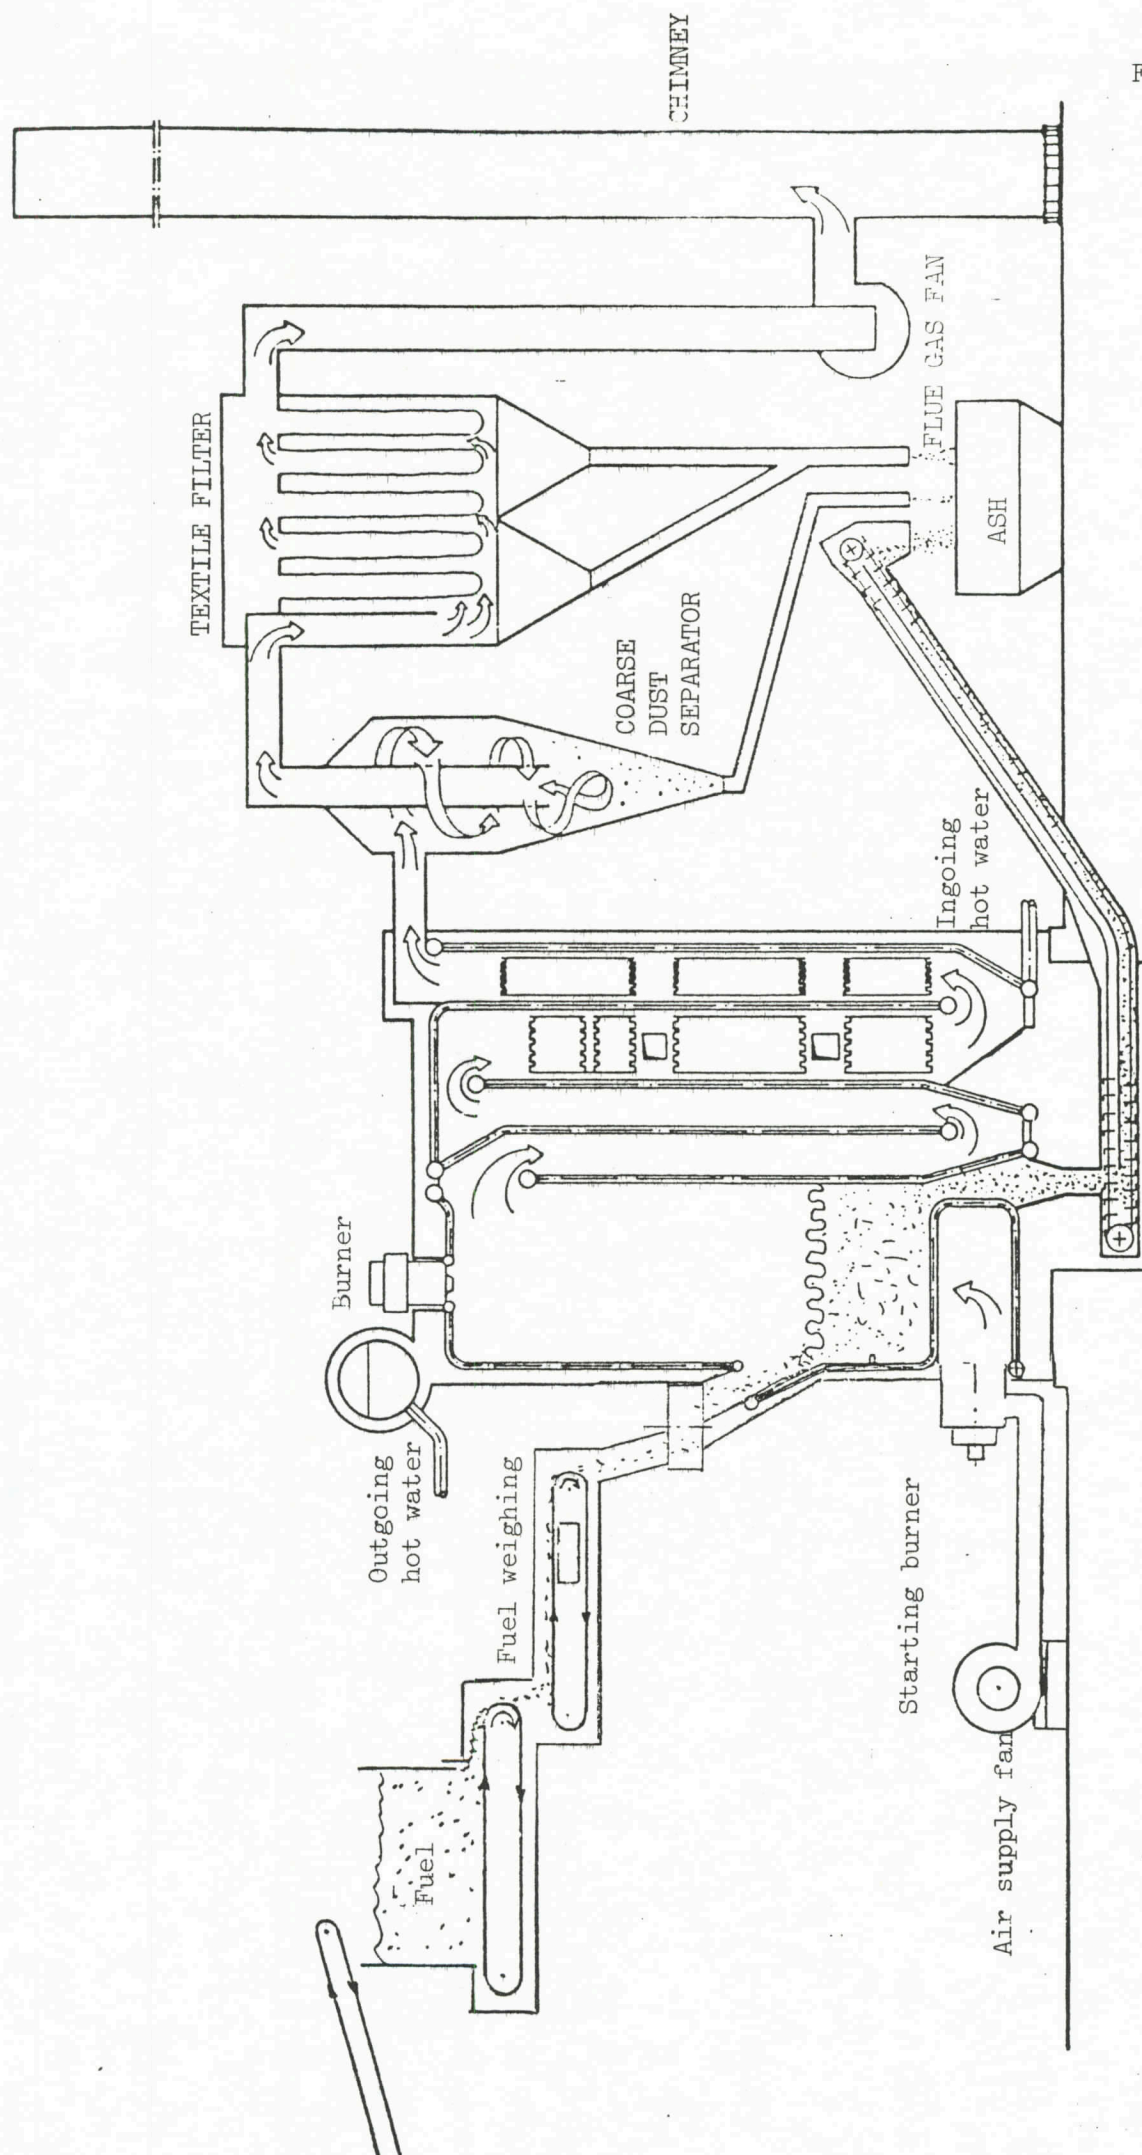 Fuel
Fuel weighing
Outgoing
hot water
Burner
Starting burner
Air supply fan
Ingoing
hot water
COARSE
DUST
SEPARATOR
TEXTILE FILTER
ASH
FLUE GAS FAN
CHIMNEY
F